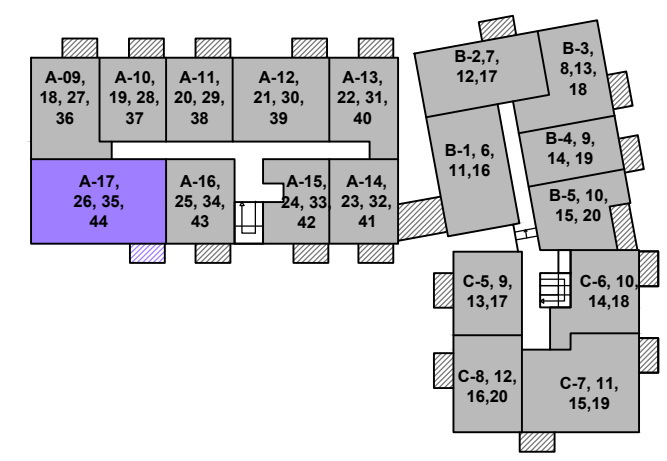 A-09,
18, 27,
36
A-10,
19, 28,
37
A-11,
20, 29,
38
A-12,
21, 30,
39
A-13,
22, 31,
40
A-17,
26, 35,
44
A-16,
25, 34,
43
A-15,
24, 33,
42
A-14,
23, 32,
41
B-2,7,
12,17
B-3,
8,13,
18
B-1, 6,
11,16
B-4, 9,
14, 19
B-5, 10,
15, 20
C-5, 9,
13,17
C-6, 10,
14,18
C-8, 12,
16,20
C-7, 11,
15,19